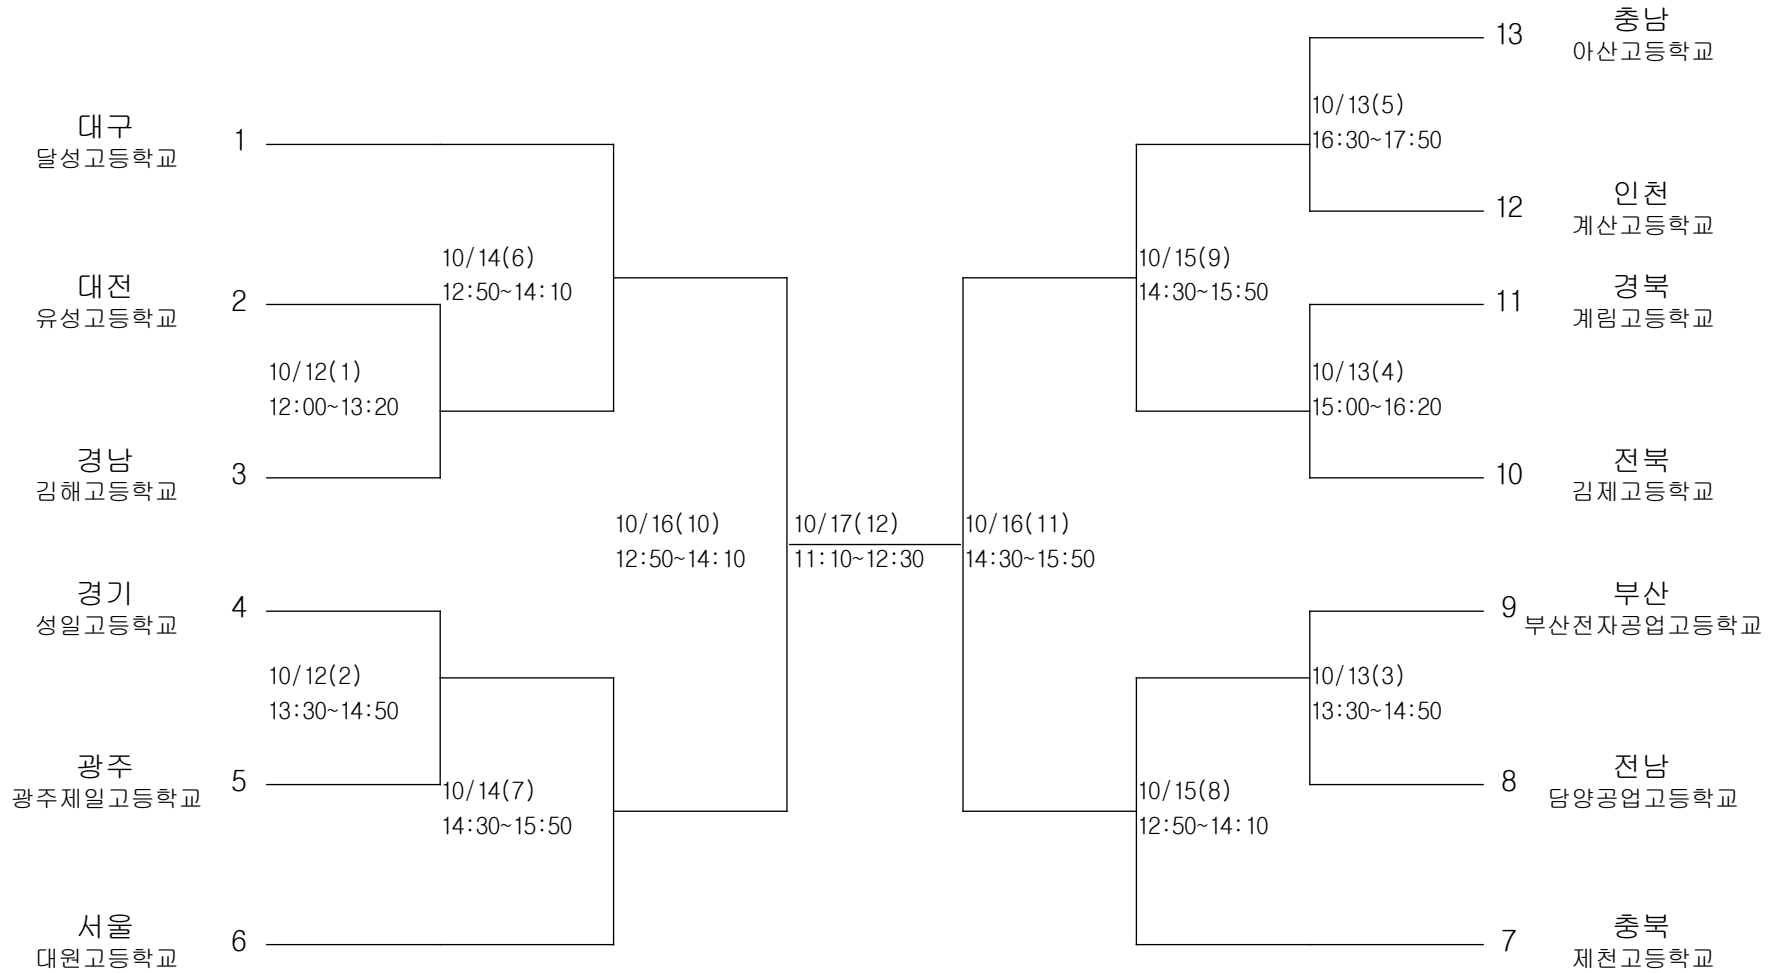 대구
달성고등학교
1
대전
유성고등학교
2
10/12(1)
12:00~13:20
경남
김해고등학교
3
10/14(6)
12:50~14:10
경기
성일고등학교
4
10/12(2)
13:30~14:50
광주
광주제일고등학교
5
10/14(7)
14:30~15:50
서울
대원고등학교
6
10/16(10)
12:50~14:10
10/17(12)
11:10~12:30
10/16(11)
14:30~15:50
13
충남
아산고등학교
10/13(5)
16:30~17:50
12
인천
계산고등학교
10/15(9)
14:30~15:50
11
경북
계림고등학교
10/13(4)
15:00~16:20
10
전북
김제고등학교
9
부산
부산전자공업고등학교
10/13(3)
13:30~14:50
8
전남
담양공업고등학교
10/15(8)
12:50~14:10
7
충북
제천고등학교